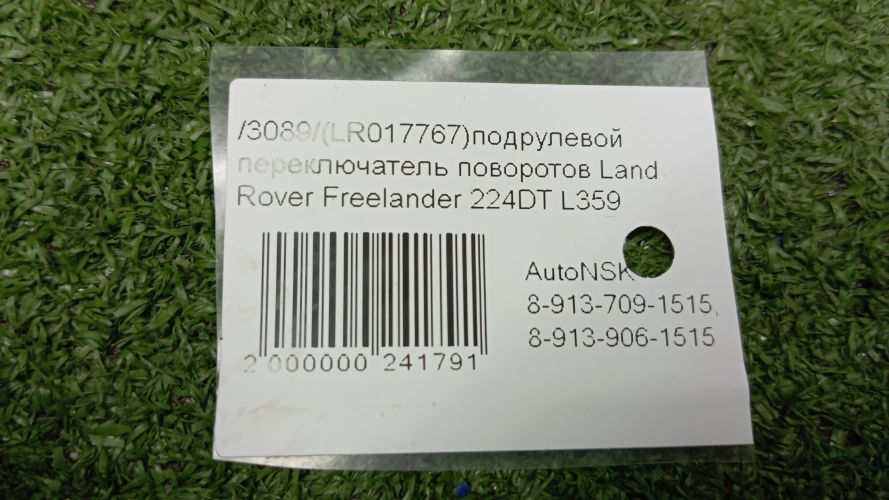 /3089/(LR017767)подрулевой
переключатель поворотов Land
Rover Freelander 224DT L359
AutoNSK
8-913-709-1515,
8-913-906-1515
2 000000 241791